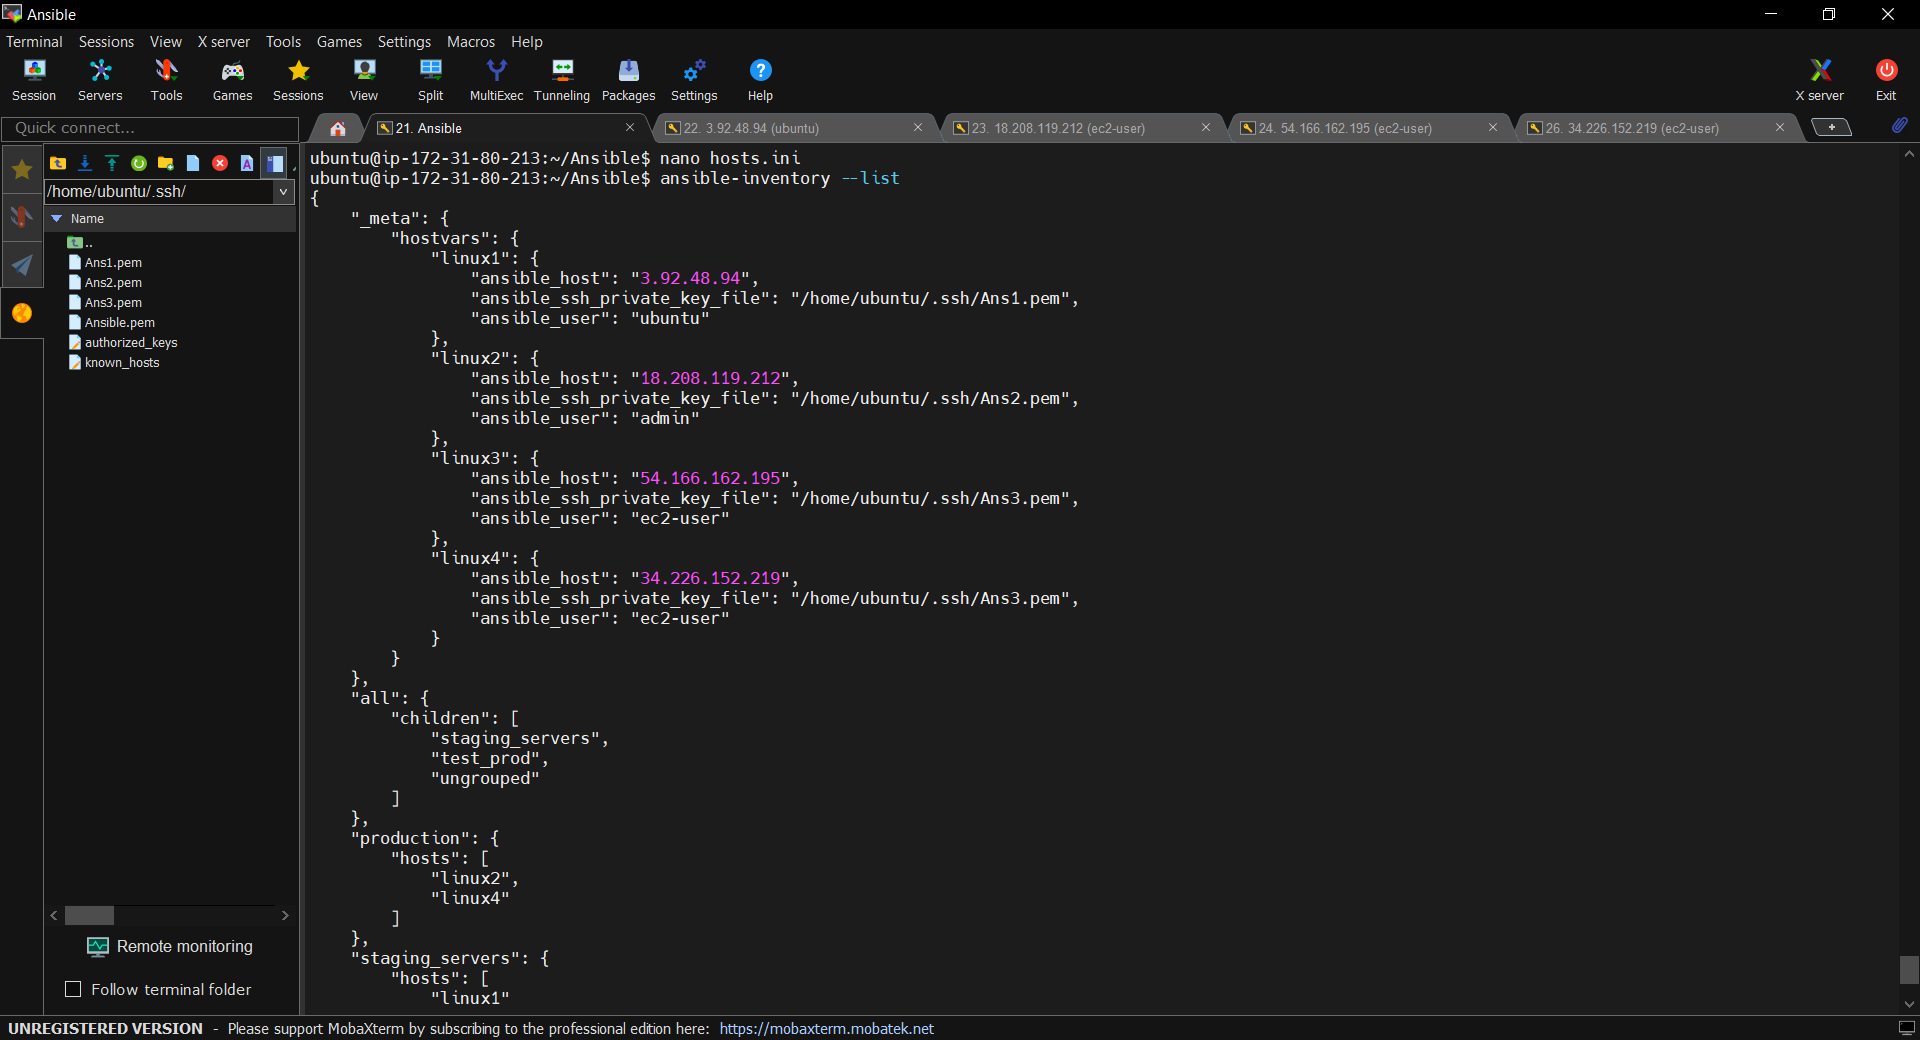 Ansible
Terminal Sessions View X server Tools Games Settings Macros Help
Session Servers Tools Games Sessions View Split MultiExec Tunneling Packages Settings Help X server Exit
Quick connect...
21. Ansible
22. 3.92.48.94 (ubuntu)
23. 18.208.119.212 (ec2-user)
24. 54.166.162.195 (ec2-user)
26. 34.226.152.219 (ec2-user)
/home/ubuntu/.ssh/
Name
..
Ans1.pem
Ans2.pem
Ans3.pem
Ansible.pem
authorized_keys
known_hosts
Remote monitoring
Follow terminal folder
ubuntu@ip-172-31-80-213:~/Ansible$ nano hosts.ini
ubuntu@ip-172-31-80-213:~/Ansible$ ansible-inventory --list
{
    "_meta": {
        "hostvars": {
            "linux1": {
                "ansible_host": "3.92.48.94",
                "ansible_ssh_private_key_file": "/home/ubuntu/.ssh/Ans1.pem",
                "ansible_user": "ubuntu"
            },
            "linux2": {
                "ansible_host": "18.208.119.212",
                "ansible_ssh_private_key_file": "/home/ubuntu/.ssh/Ans2.pem",
                "ansible_user": "admin"
            },
            "linux3": {
                "ansible_host": "54.166.162.195",
                "ansible_ssh_private_key_file": "/home/ubuntu/.ssh/Ans3.pem",
                "ansible_user": "ec2-user"
            },
            "linux4": {
                "ansible_host": "34.226.152.219",
                "ansible_ssh_private_key_file": "/home/ubuntu/.ssh/Ans3.pem",
                "ansible_user": "ec2-user"
            }
        }
    },
    "all": {
        "children": [
            "staging_servers",
            "test_prod",
            "ungrouped"
        ]
    },
    "production": {
        "hosts": [
            "linux2",
            "linux4"
        ]
    },
    "staging_servers": {
        "hosts": [
            "linux1"
UNREGISTERED VERSION - Please support MobaXterm by subscribing to the professional edition here: https://mobaxterm.mobatek.net